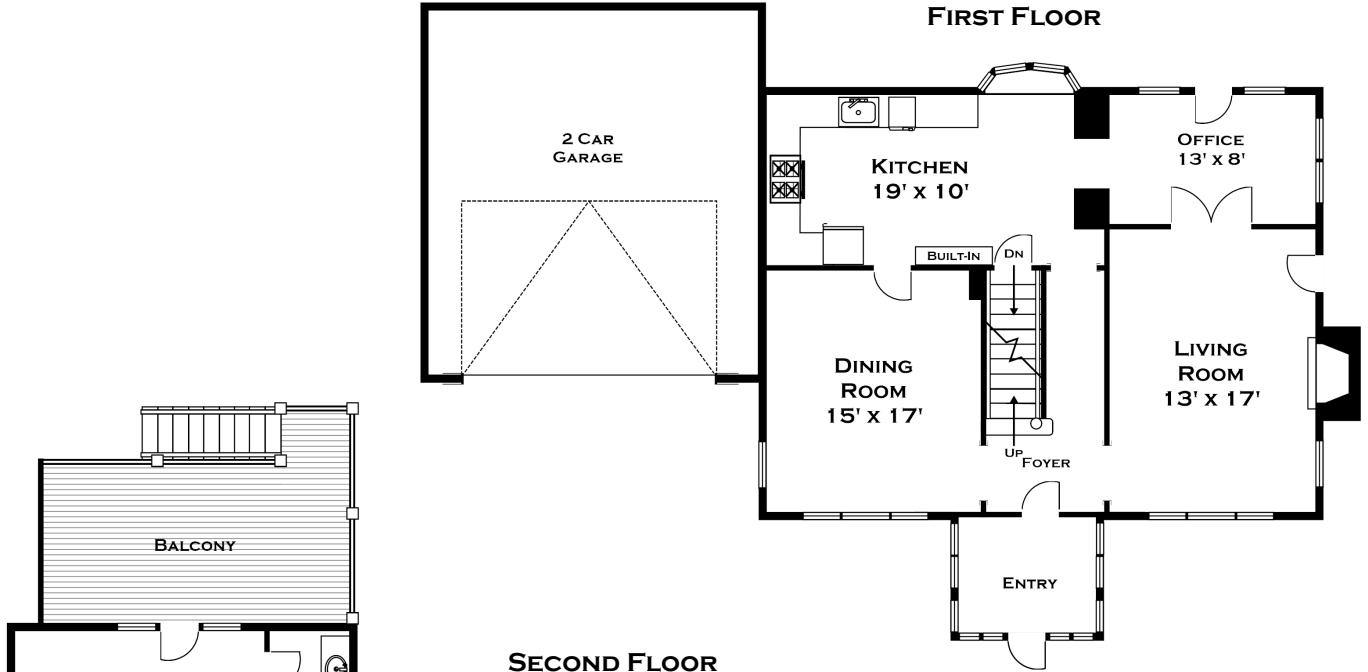 FIRST FLOOR
2 CAR
GARAGE
OFFICE
13' X 8'
KITCHEN
19' X 10'
BUILT-IN
DN
LIVING
ROOM
13' X 17'
DINING
ROOM
15' X 17'
UP
FOYER
BALCONY
ENTRY
SECOND FLOOR